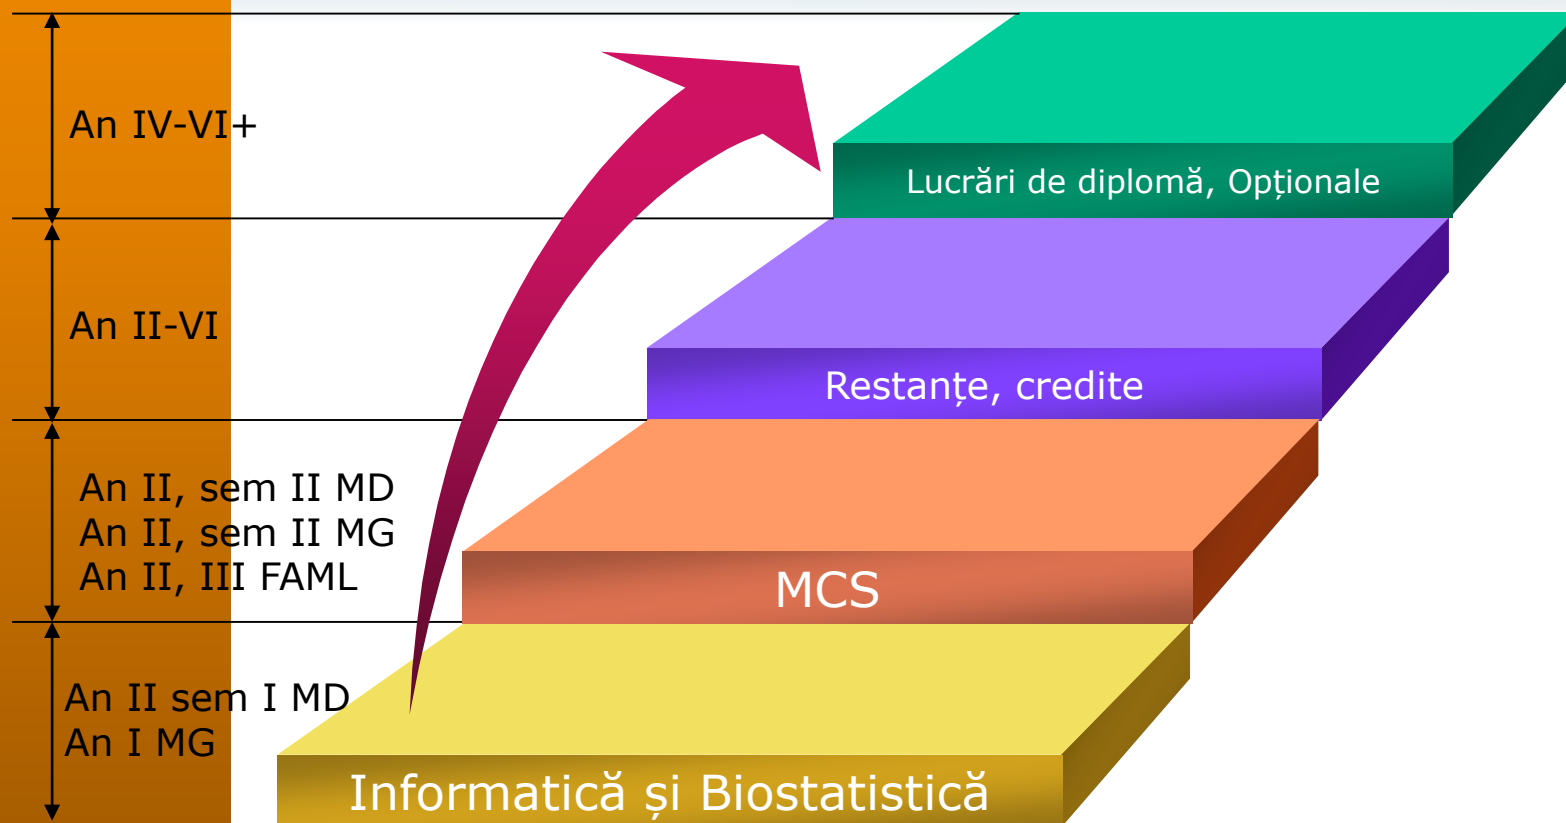 An IV-VI+
Lucrări de diplomă, Opționale
An II-VI
Restanțe, credite
An II, sem II MD
An II, sem II MG
An II, III FAML
MCS
An II sem I MD
An I MG
Informatică și Biostatistică